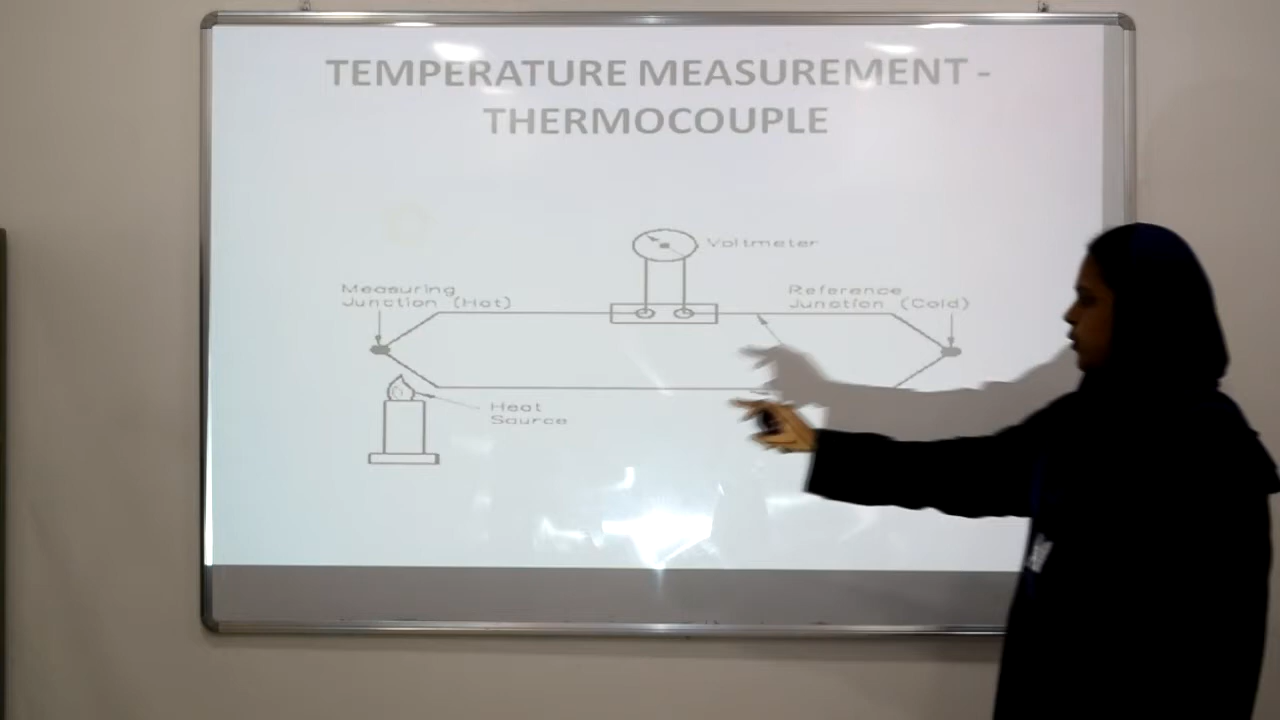 TEMPERATURE MEASUREMENT -
THERMOCOUPLE
Voltmeter
Measuring
Junction (Hot)
Reference
Junction (Cold)
Heat
Source